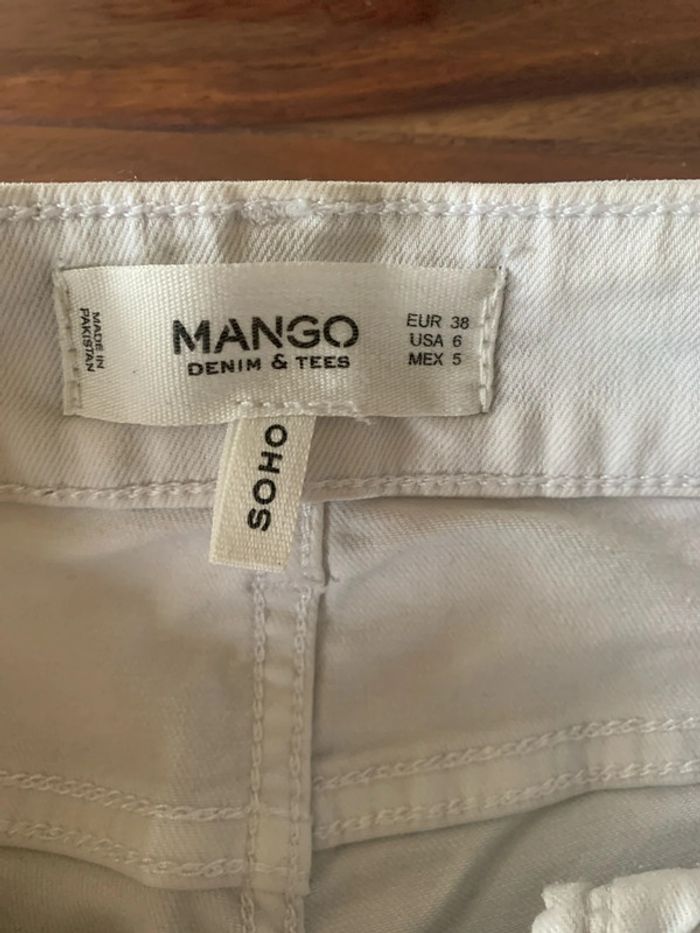 MADE IN
PAKISTAN
MANGO
DENIM & TEES
EUR 38
USA 6
MEX 5
SOHO